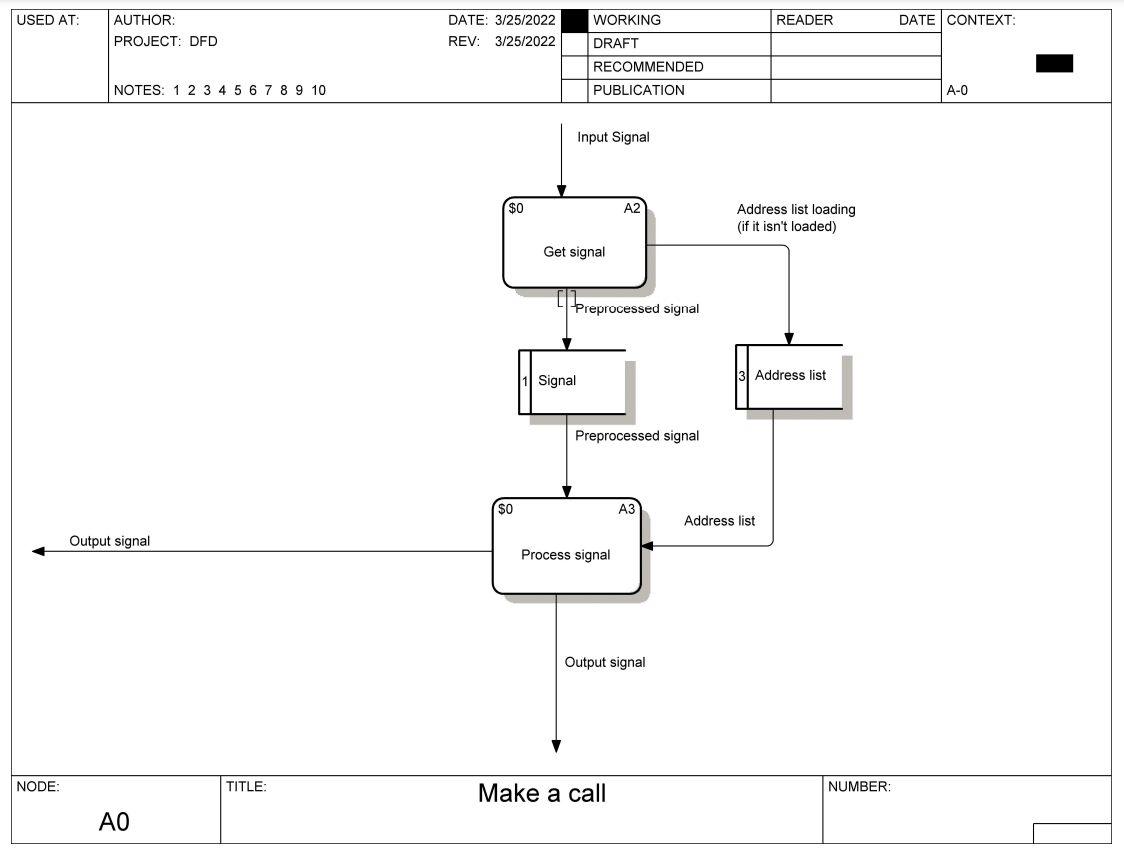 USED AT:
AUTHOR:
DATE: 3/25/2022
WORKING
READER DATE
CONTEXT:
PROJECT: DFD
REV: 3/25/2022
DRAFT
RECOMMENDED
NOTES: 1 2 3 4 5 6 7 8 9 10
PUBLICATION
A-0
Input Signal
$0 A2
Get signal
Address list loading
(if it isn't loaded)
Preprocessed signal
1 Signal
3 Address list
Preprocessed signal
$0 A3
Process signal
Address list
Output signal
Output signal
NODE:
A0
TITLE:
Make a call
NUMBER: